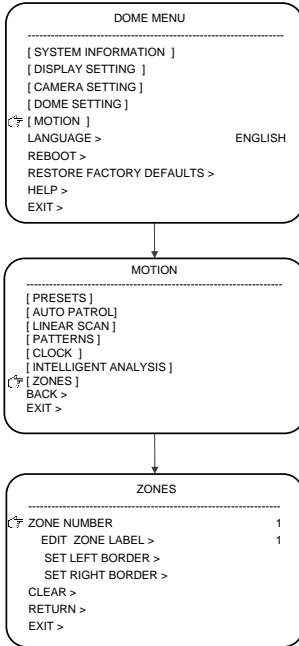 DOME MENU
[ SYSTEM INFORMATION ]
[ DISPLAY SETTING ]
[ CAMERA SETTING ]
[ DOME SETTING ]
[ MOTION ]
LANGUAGE > ENGLISH
REBOOT >
RESTORE FACTORY DEFAULTS >
HELP >
EXIT >
MOTION
[ PRESETS ]
[ AUTO PATROL]
[ LINEAR SCAN ]
[ PATTERNS ]
[ CLOCK ]
[ INTELLIGENT ANALYSIS ]
[ ZONES ]
BACK >
EXIT >
ZONES
ZONE NUMBER 1
EDIT ZONE LABEL > 1
SET LEFT BORDER >
SET RIGHT BORDER >
CLEAR >
RETURN >
EXIT >